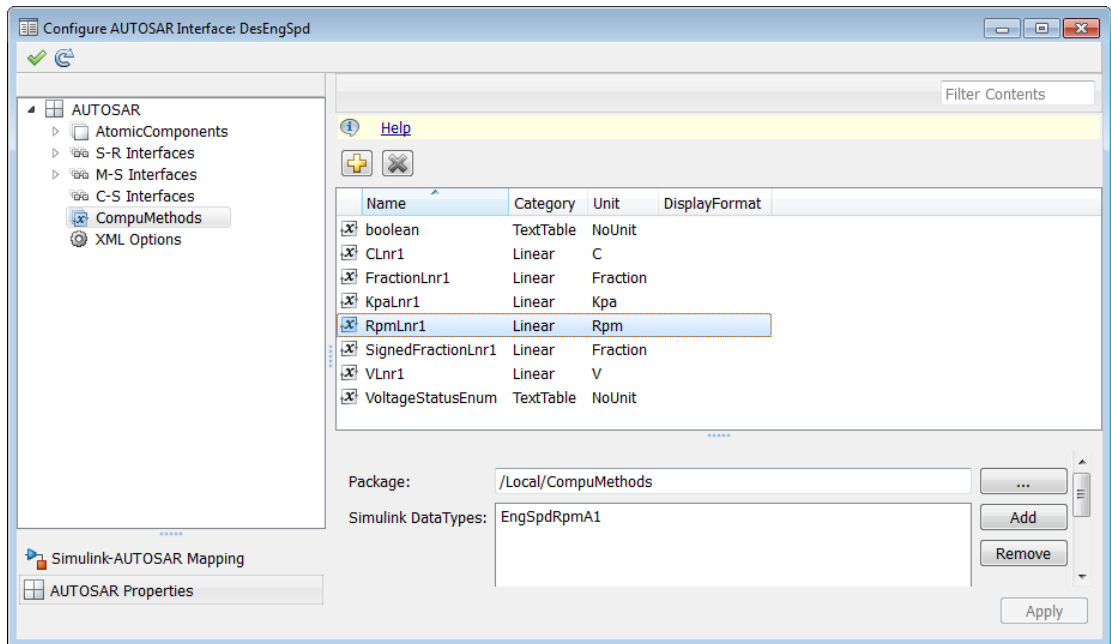 Configure AUTOSAR Interface: DesEngSpd
AUTOSAR
AtomicComponents
S-R Interfaces
M-S Interfaces
C-S Interfaces
CompuMethods
XML Options
Simulink-AUTOSAR Mapping
AUTOSAR Properties
Filter Contents
Help
Name Category Unit DisplayFormat
boolean TextTable NoUnit
CLnr1 Linear C
FractionLnr1 Linear Fraction
KpaLnr1 Linear Kpa
RpmLnr1 Linear Rpm
SignedFractionLnr1 Linear Fraction
VLnr1 Linear V
VoltageStatusEnum TextTable NoUnit
Package: /Local/CompuMethods ...
Simulink DataTypes: EngSpdRpmA1 Add
Remove
Apply